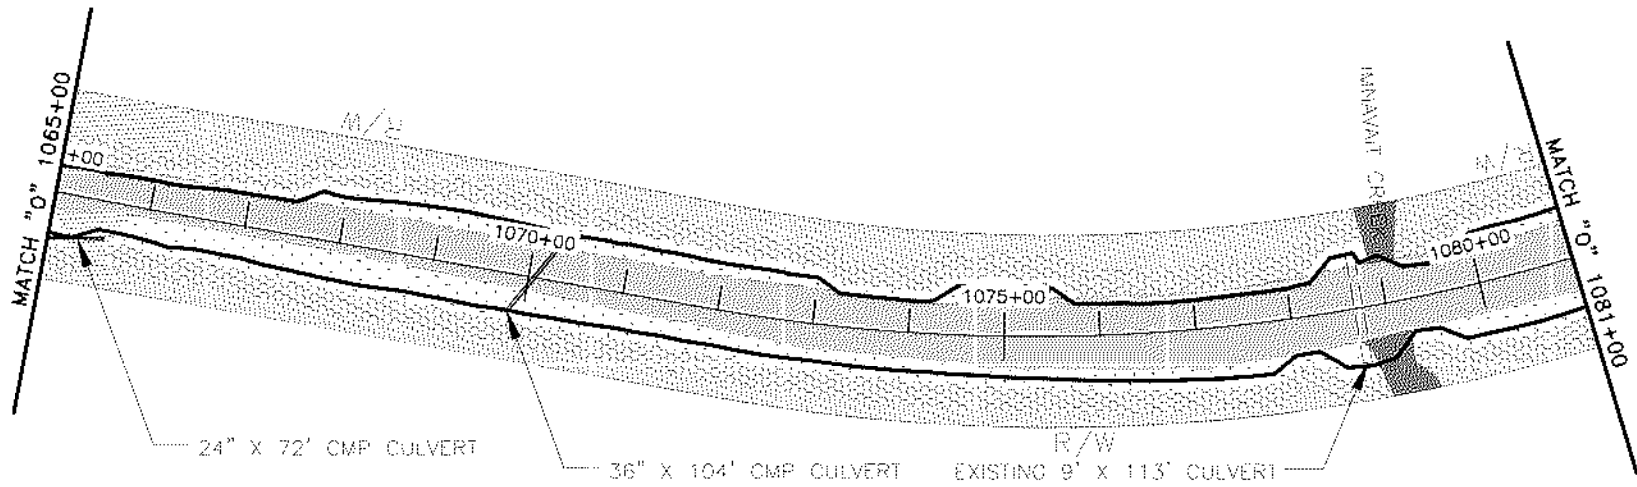 MATCH "O" 1065+00
+00
R/W
1070+00
1075+00
IMNAVAIT CREEK
1080+00
R/W
MATCH "O" 1081+00
24" X 72' CMP CULVERT
36" X 104' CMP CULVERT
R/W
EXISTING 9' X 113' CULVERT